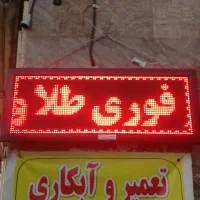 فوری طلا و
تعمیر و آبکاری